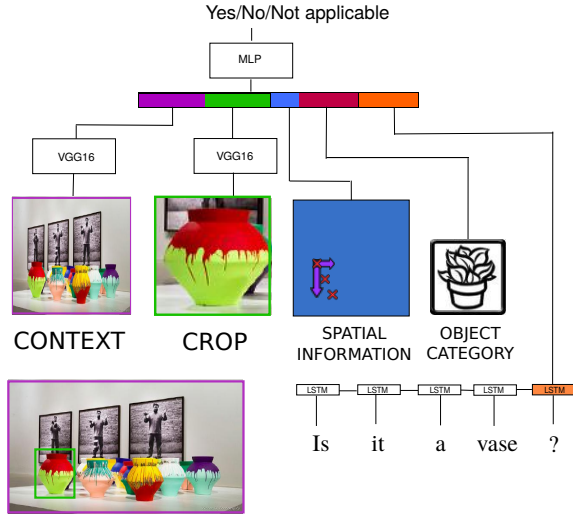 Yes/No/Not applicable
MLP
VGG16
VGG16
CONTEXT
CROP
SPATIAL
INFORMATION
OBJECT
CATEGORY
LSTM LSTM LSTM LSTM LSTM
Is it a vase ?